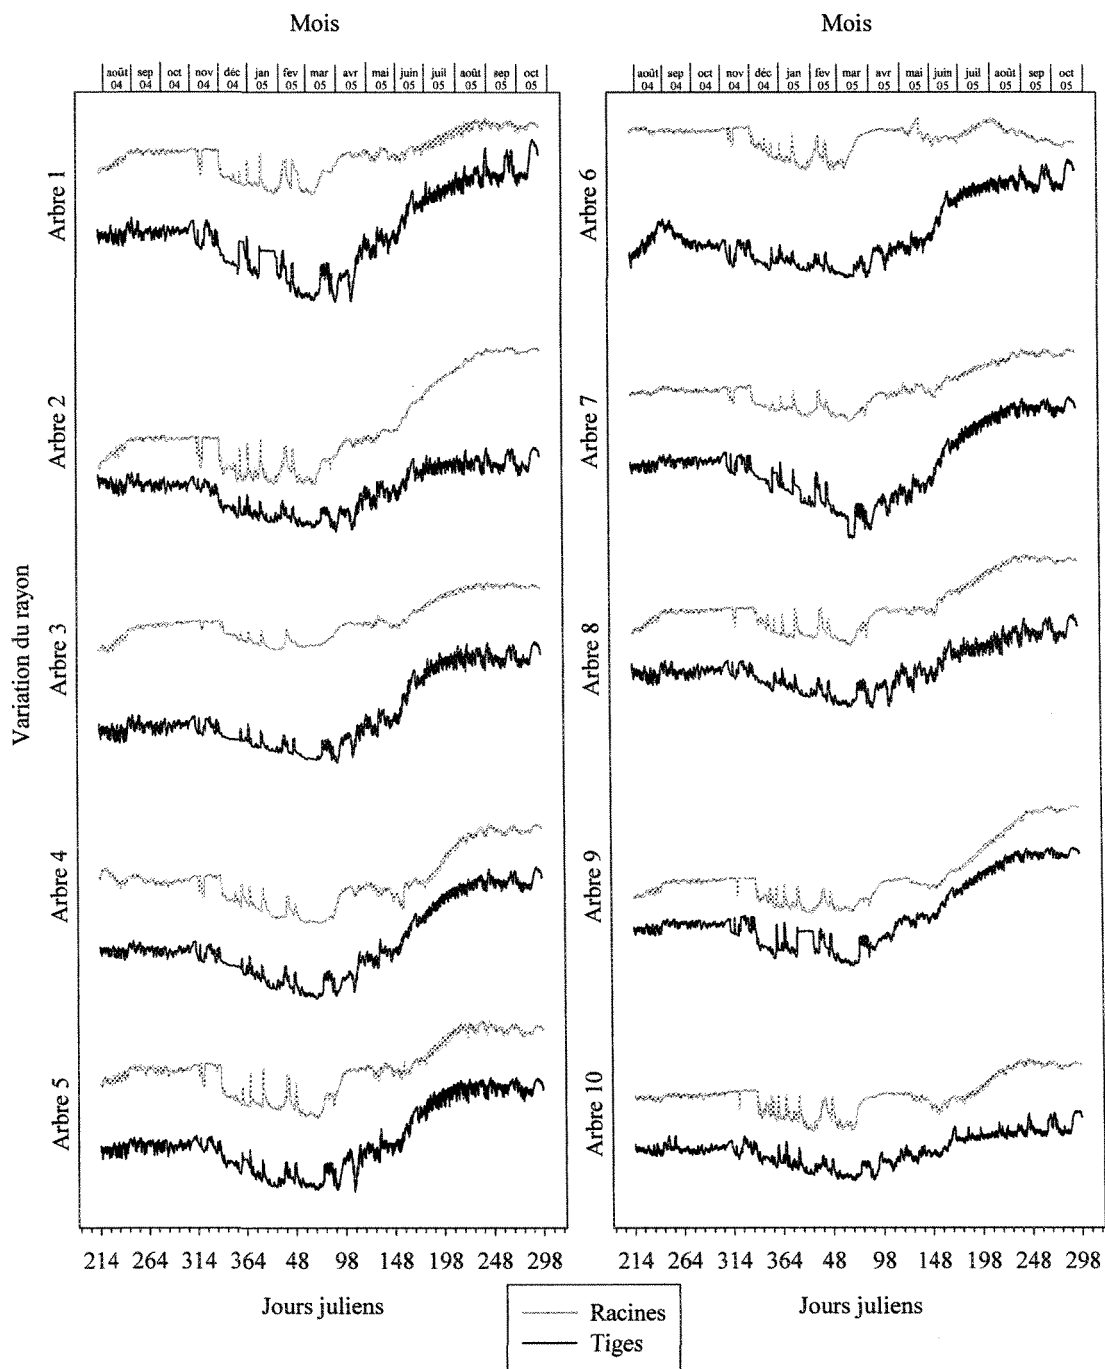 Mois
Mois
août 04 sep 04 oct 04 nov 04 déc 04 jan 05 fev 05 mar 05 avr 05 mai 05 juin 05 juil 05 août 05 sep 05 oct 05
août 04 sep 04 oct 04 nov 04 déc 04 jan 05 fev 05 mar 05 avr 05 mai 05 juin 05 juil 05 août 05 sep 05 oct 05
Variation du rayon
Arbre 1
Arbre 2
Arbre 3
Arbre 4
Arbre 5
Arbre 6
Arbre 7
Arbre 8
Arbre 9
Arbre 10
214 264 314 364 48 98 148 198 248 298
214 264 314 364 48 98 148 198 248 298
Jours juliens
Jours juliens
Racines
Tiges